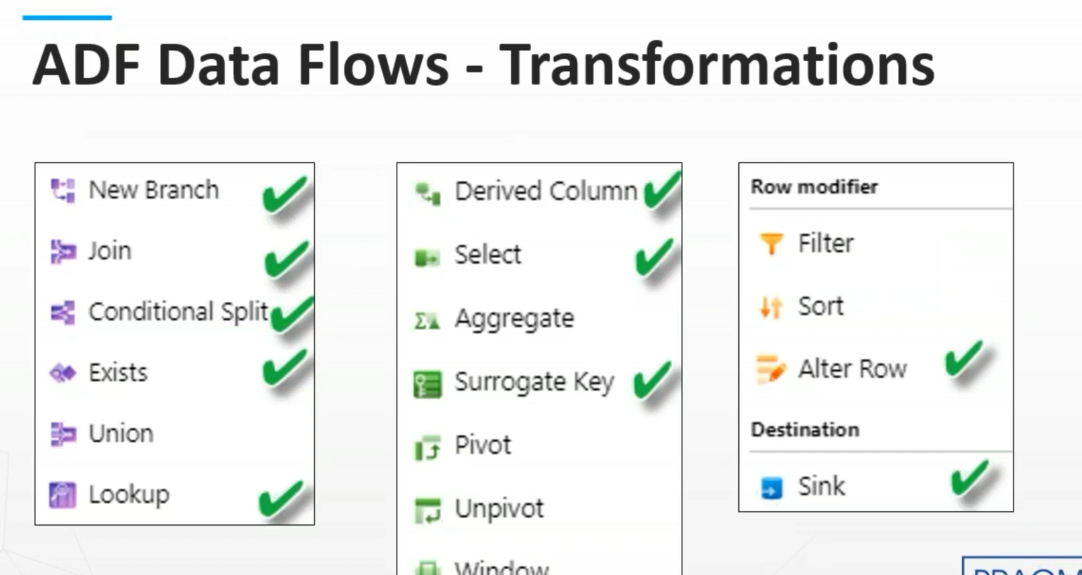 ADF Data Flows - Transformations
New Branch
Join
Conditional Split
Exists
Union
Lookup
Derived Column
Select
Aggregate
Surrogate Key
Pivot
Unpivot
Window
Row modifier
Filter
Sort
Alter Row
Destination
Sink